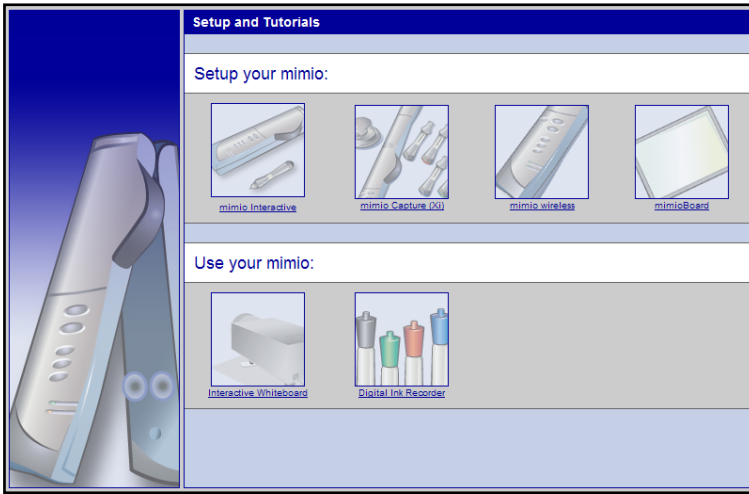 Setup and Tutorials
Setup your mimio:
mimio Interactive
mimio Capture (Xi)
mimio wireless
mimioBoard
Use your mimio:
Interactive Whiteboard
Digital Ink Recorder